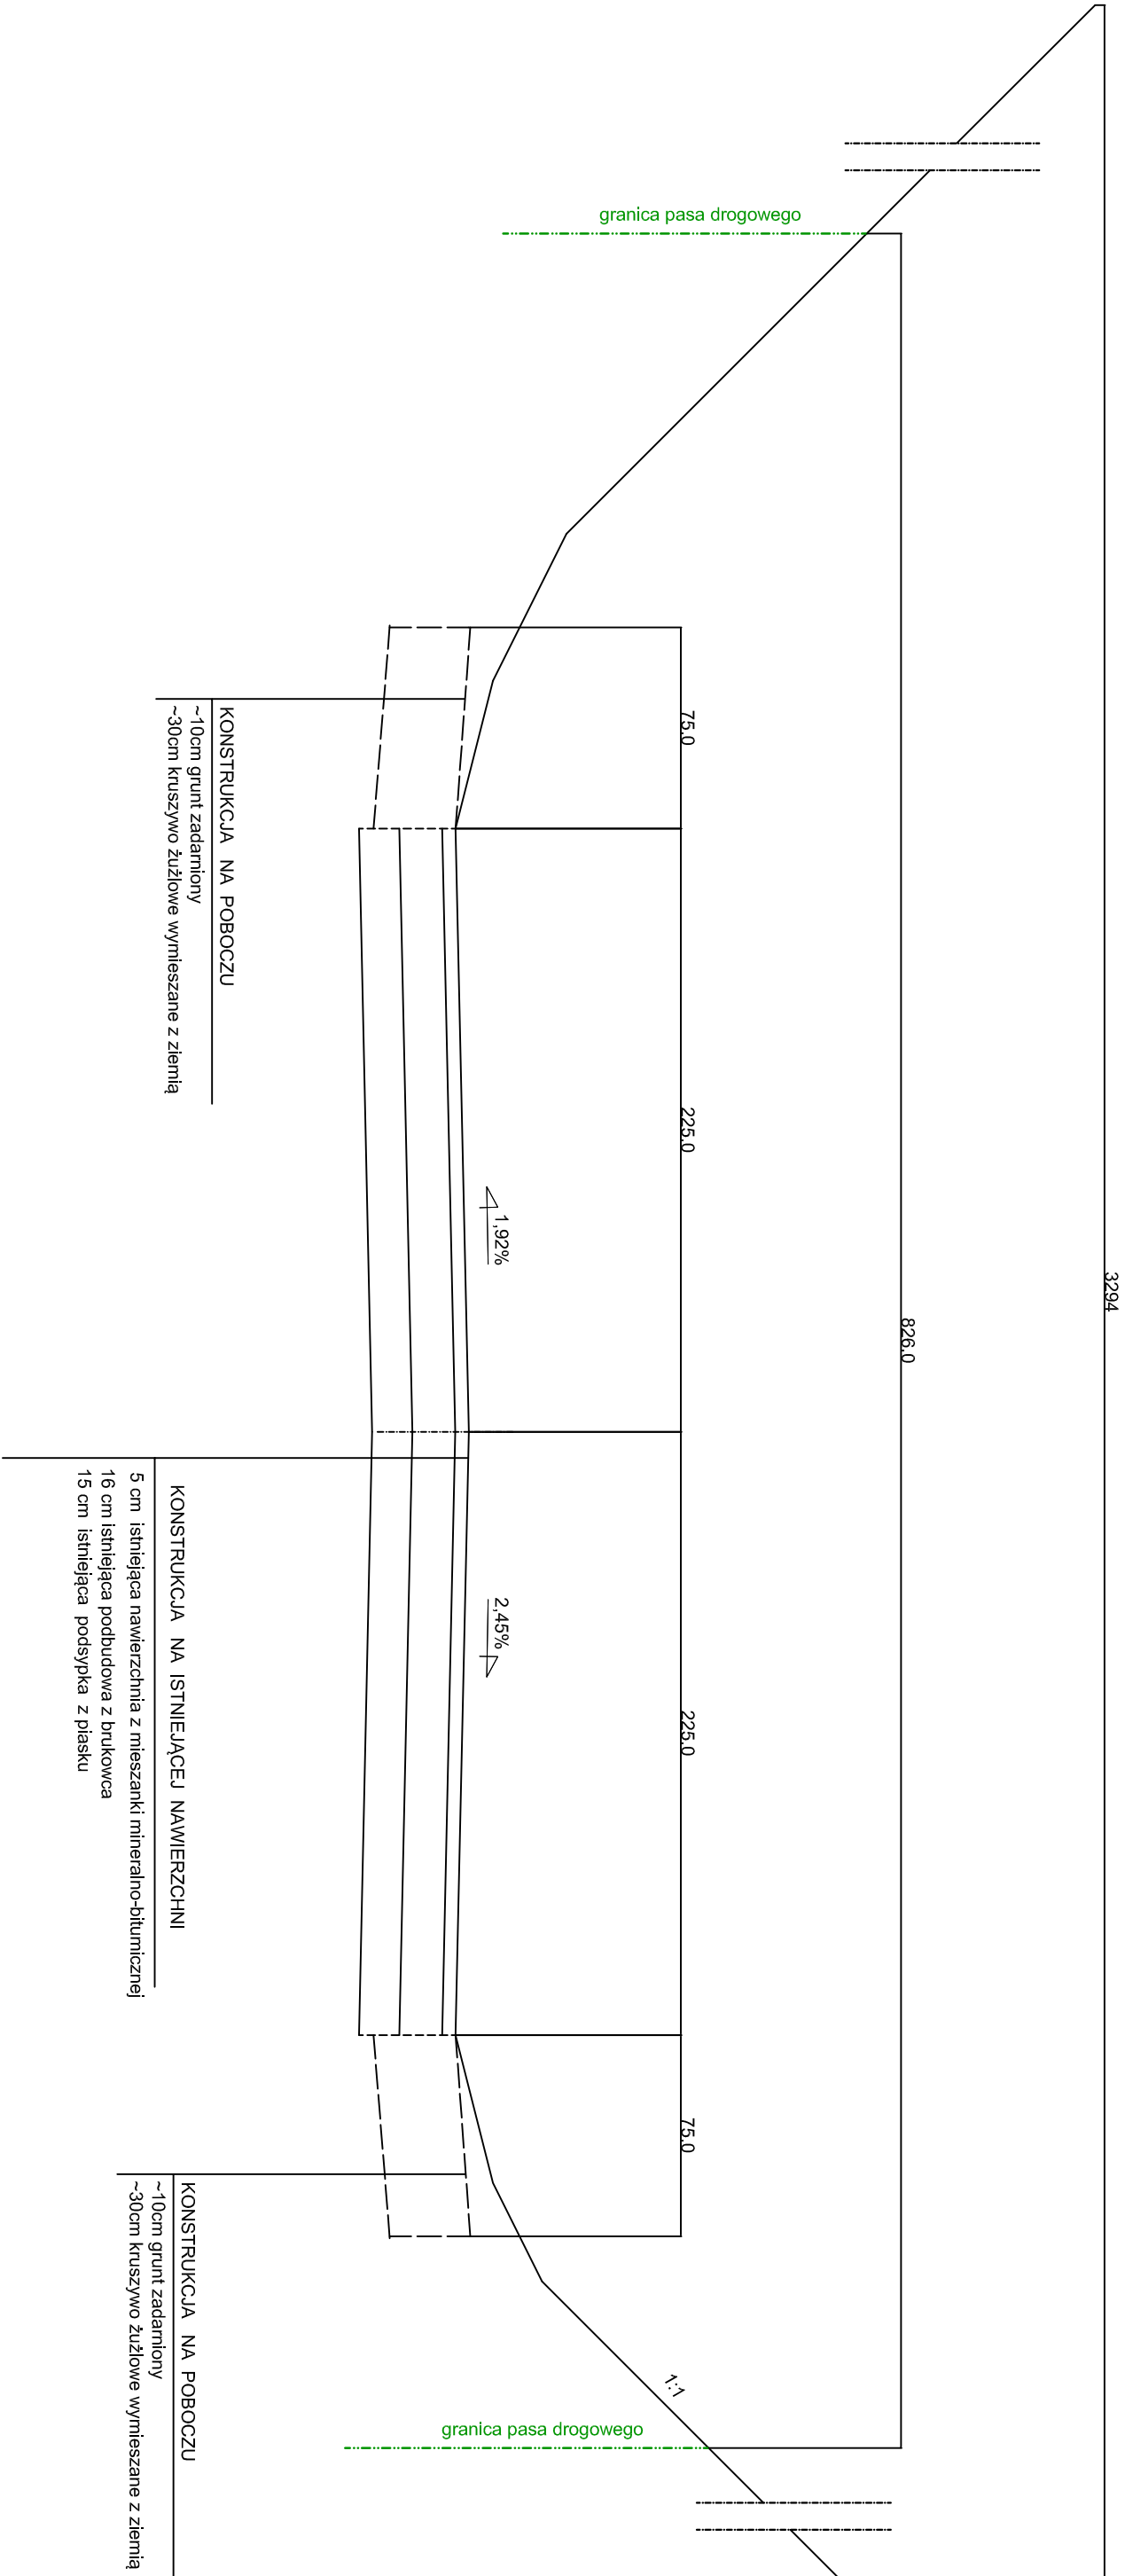 3294
826.0
75.0
225.0
225.0
75.0
1,92%
2,45%
1:1
granica pasa drogowego
granica pasa drogowego
KONSTRUKCJA NA POBOCZU
~10cm grunt zadarniony
~30cm kruszywo żużlowe wymieszane z ziemią
KONSTRUKCJA NA ISTNIEJĄCEJ NAWIERZCHNI
5 cm istniejąca nawierzchnia z mieszanki mineralno-bitumicznej
16 cm istniejąca podbudowa z brukowca
15 cm istniejąca podsypka z piasku
KONSTRUKCJA NA POBOCZU
~10cm grunt zadarniony
~30cm kruszywo żużlowe wymieszane z ziemią